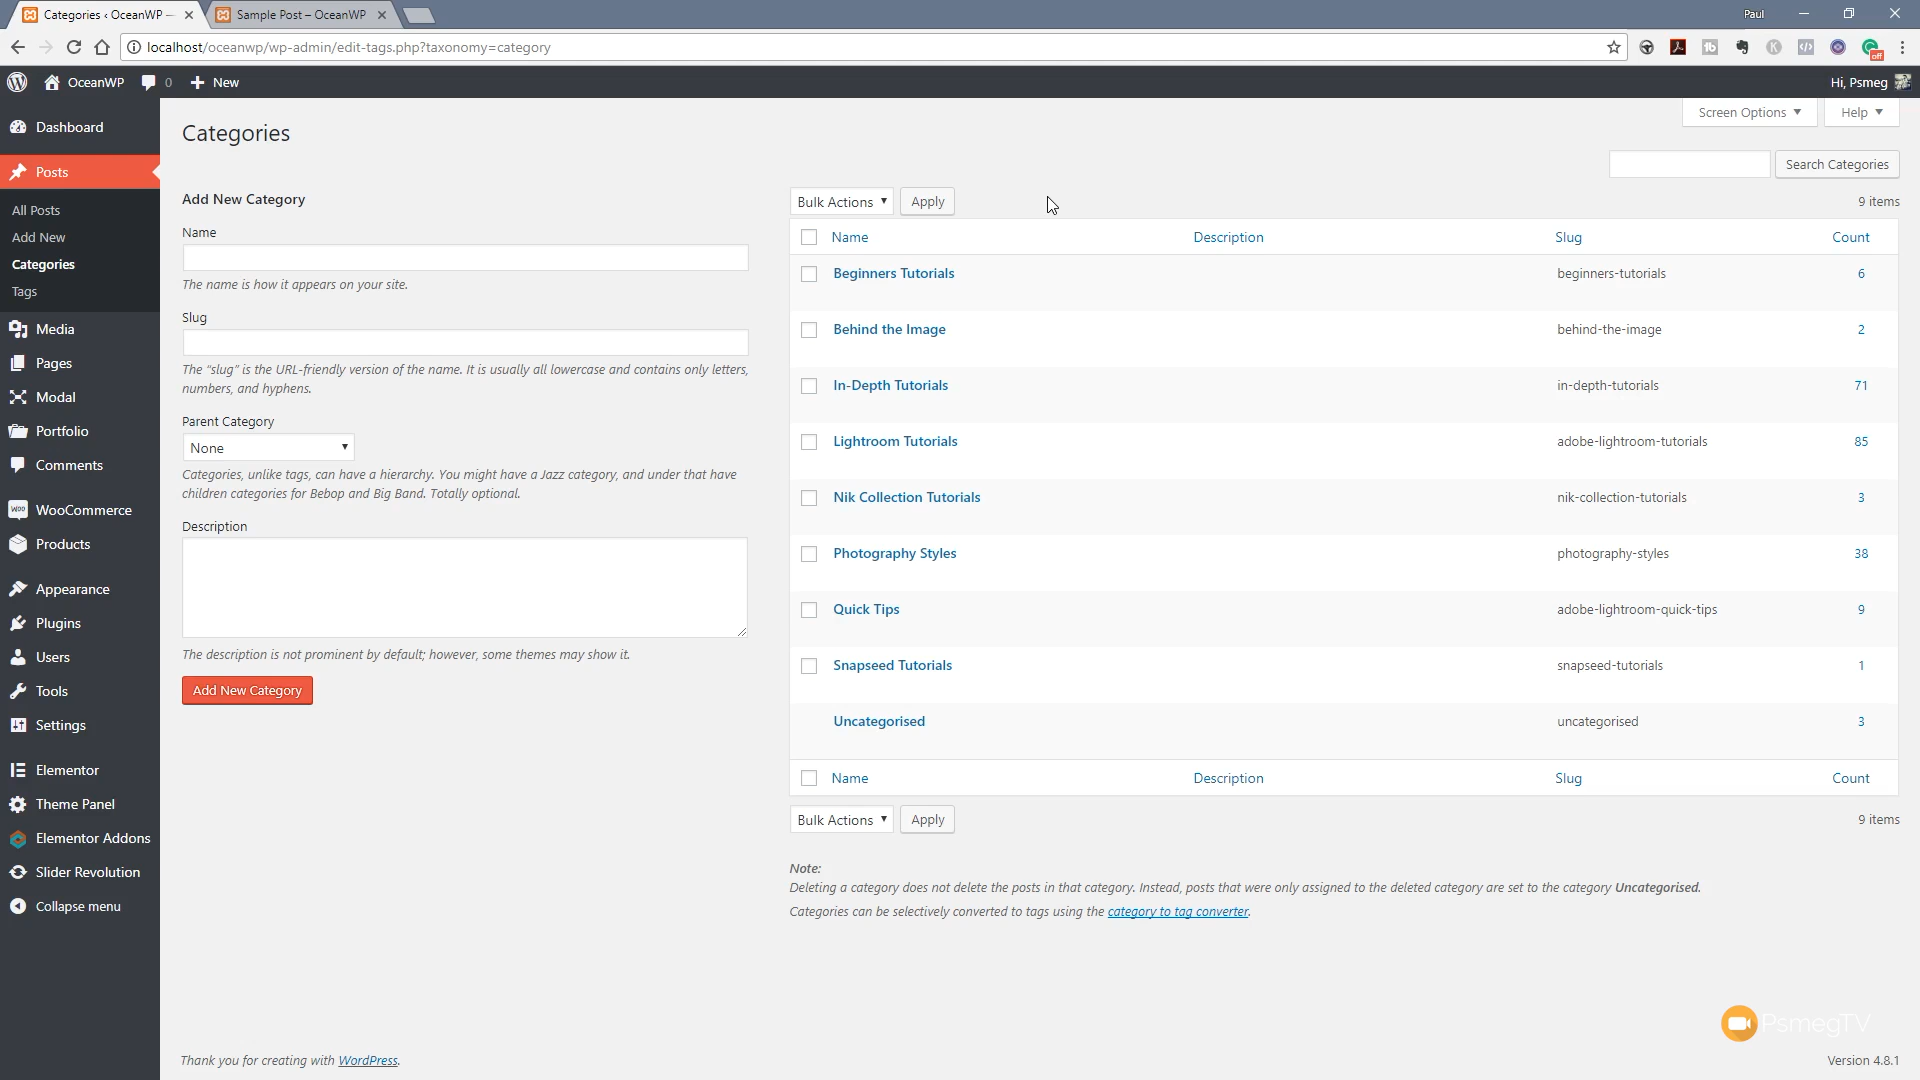 Categories ‹ OceanWP —
Sample Post – OceanWP
Paul
localhost/oceanwp/wp-admin/edit-tags.php?taxonomy=category
off
OceanWP
0
New
Hi, Psmeg
Dashboard
Posts
All Posts
Add New
Categories
Tags
Media
Pages
Modal
Portfolio
Comments
WooCommerce
Products
Appearance
Plugins
Users
Tools
Settings
Elementor
Theme Panel
Elementor Addons
Slider Revolution
Collapse menu
Categories
Screen Options
Help
Search Categories
Add New Category
Name
The name is how it appears on your site.
Slug
The “slug” is the URL-friendly version of the name. It is usually all lowercase and contains only letters,
numbers, and hyphens.
Parent Category
None
Categories, unlike tags, can have a hierarchy. You might have a Jazz category, and under that have
children categories for Bebop and Big Band. Totally optional.
Description
The description is not prominent by default; however, some themes may show it.
Add New Category
Bulk Actions Apply 9 items
Name Description Slug Count
Beginners Tutorials beginners-tutorials 6
Behind the Image behind-the-image 2
In-Depth Tutorials in-depth-tutorials 71
Lightroom Tutorials adobe-lightroom-tutorials 85
Nik Collection Tutorials nik-collection-tutorials 3
Photography Styles photography-styles 38
Quick Tips adobe-lightroom-quick-tips 9
Snapseed Tutorials snapseed-tutorials 1
Uncategorised uncategorised 3
Name Description Slug Count
Bulk Actions Apply 9 items
Note:
Deleting a category does not delete the posts in that category. Instead, posts that were only assigned to the deleted category are set to the category Uncategorised.
Categories can be selectively converted to tags using the category to tag converter.
PsmegTV
Thank you for creating with WordPress.
Version 4.8.1